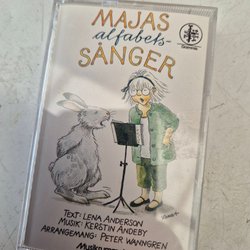 MAJAS
alfabets-
SÅNGER
TEXT: LENA ANDERSON
MUSIK: KERSTIN ANDEBY
ARRANGEMANG: PETER WANNGREN